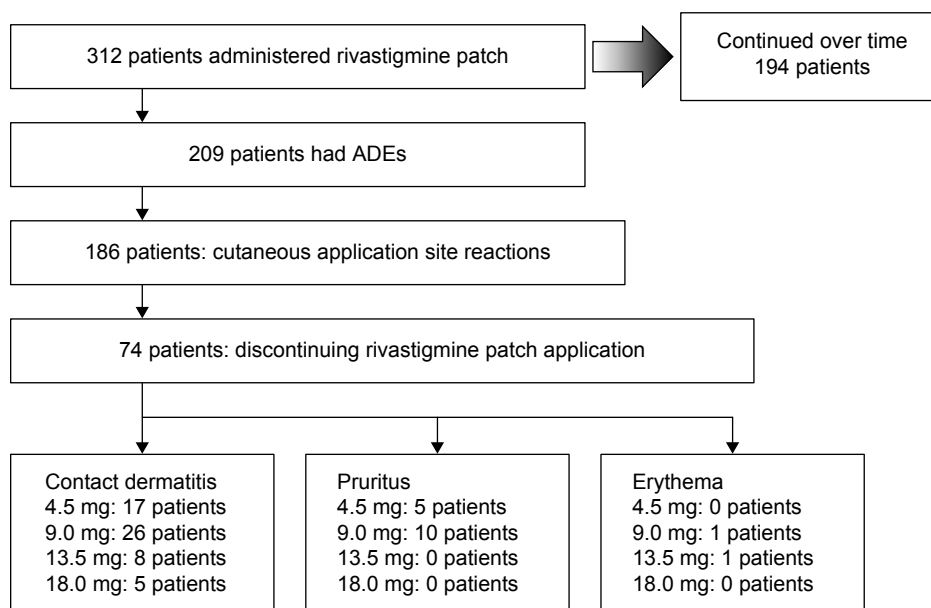 312 patients administered rivastigmine patch
Continued over time
194 patients
209 patients had ADEs
186 patients: cutaneous application site reactions
74 patients: discontinuing rivastigmine patch application
Contact dermatitis
4.5 mg: 17 patients
9.0 mg: 26 patients
13.5 mg: 8 patients
18.0 mg: 5 patients
Pruritus
4.5 mg: 5 patients
9.0 mg: 10 patients
13.5 mg: 0 patients
18.0 mg: 0 patients
Erythema
4.5 mg: 0 patients
9.0 mg: 1 patients
13.5 mg: 1 patients
18.0 mg: 0 patients